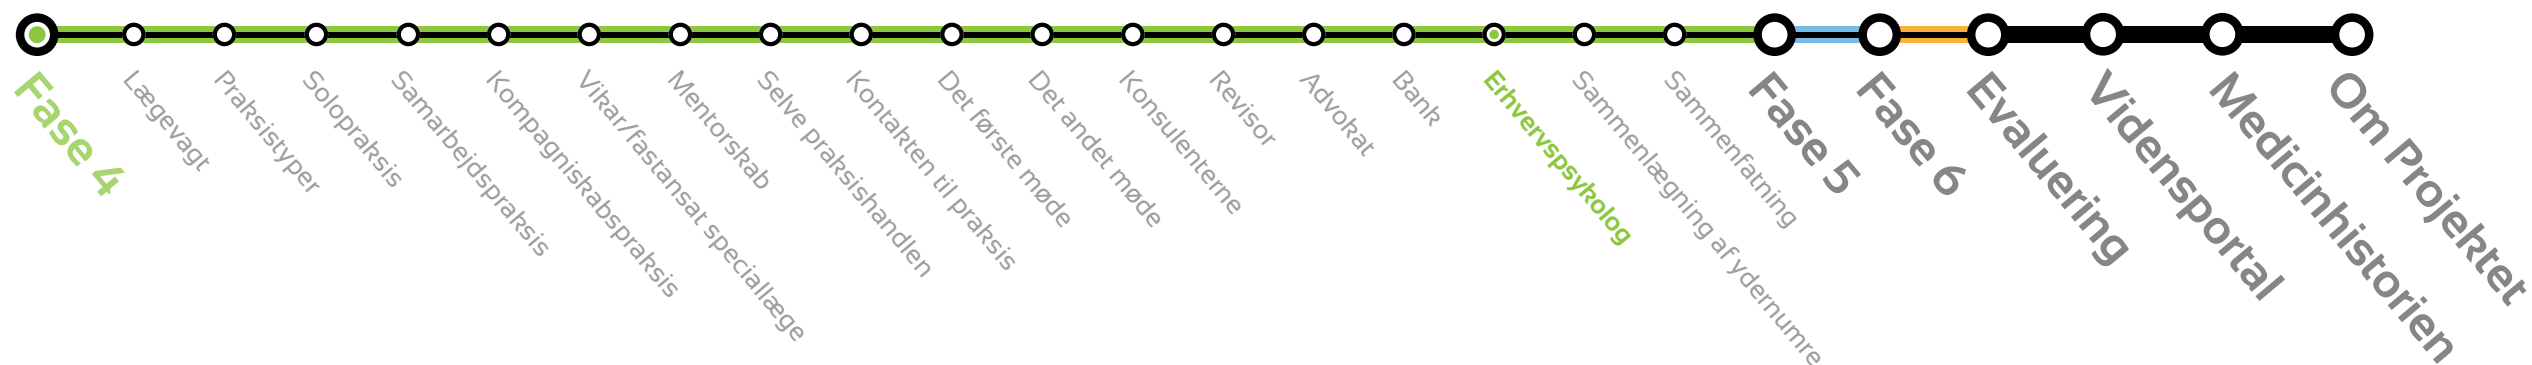 Fase 4
Lægevagt
Praksistyper
Solopraksis
Samarbejdspraksis
Kompagniskabspraksis
Vikar/fastansat speciallæge
Mentorskab
Selve praksishandlen
Kontakten til praksis
Det første møde
Det andet møde
Konsulenterne
Revisor
Advokat
Bank
Erhvervspsykolog
Sammenlægning af ydernumre
Sammenfatning
Fase 5
Fase 6
Evaluering
Vidensportal
Medicinhistorien
Om Projektet